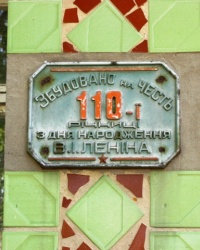 ЗБУДОВАНО на ЧЕСТЬ
110-ї
РІЧНИЦІ
З ДНЯ НАРОДЖЕННЯ
В.І.ЛЕНІНА